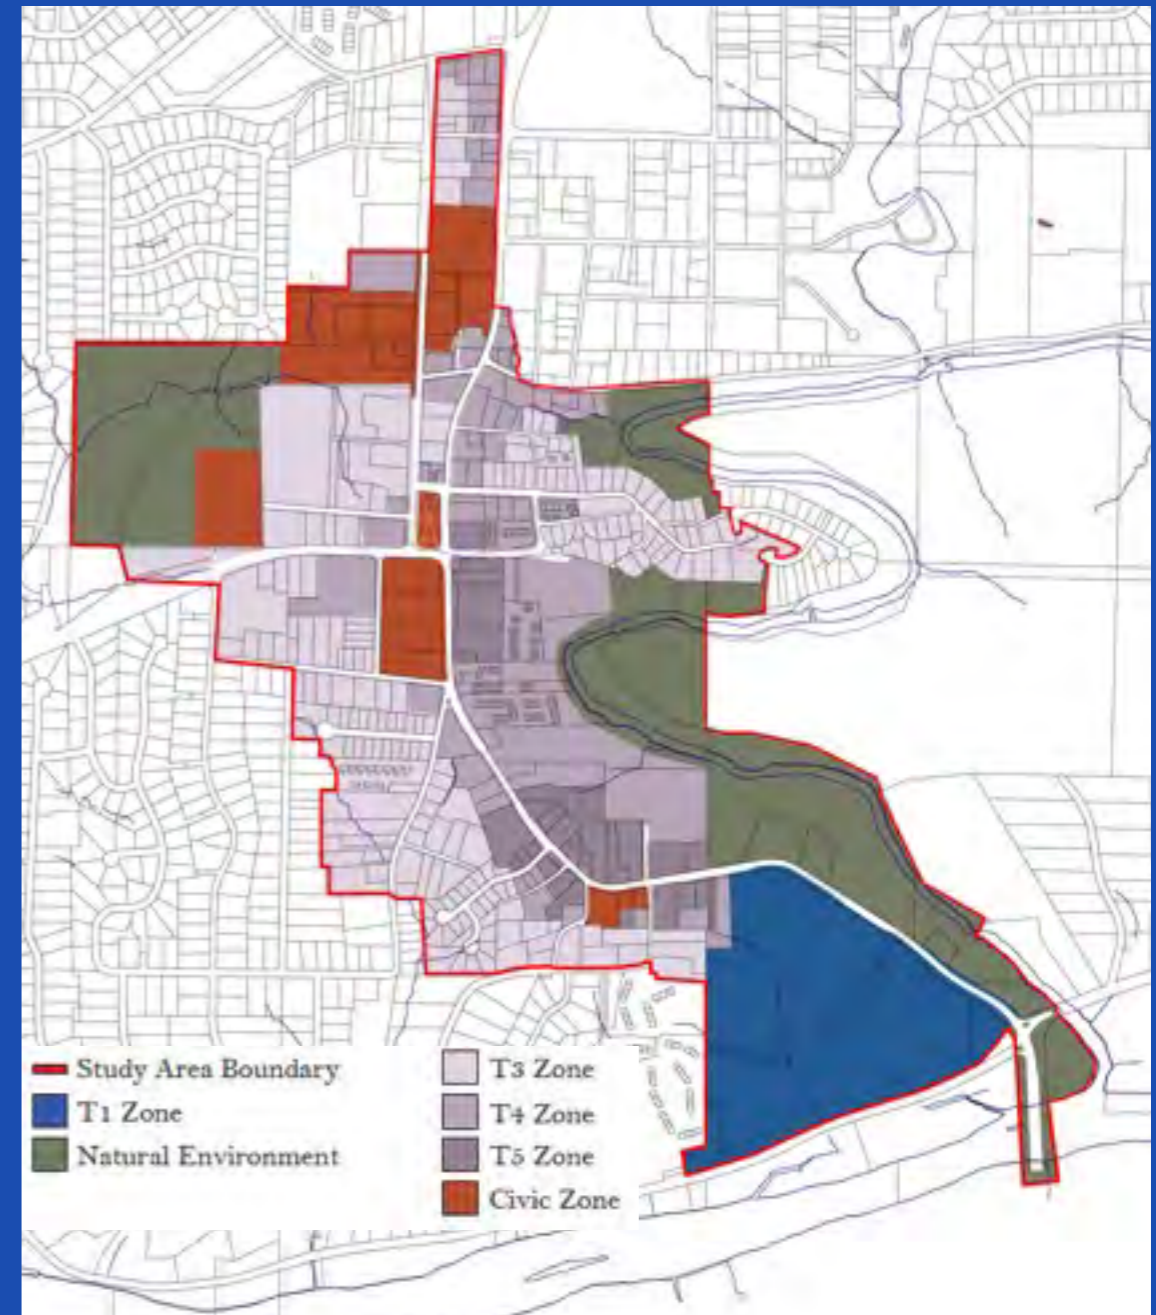 Study Area Boundary
T1 Zone
Natural Environment
T3 Zone
T4 Zone
T5 Zone
Civic Zone